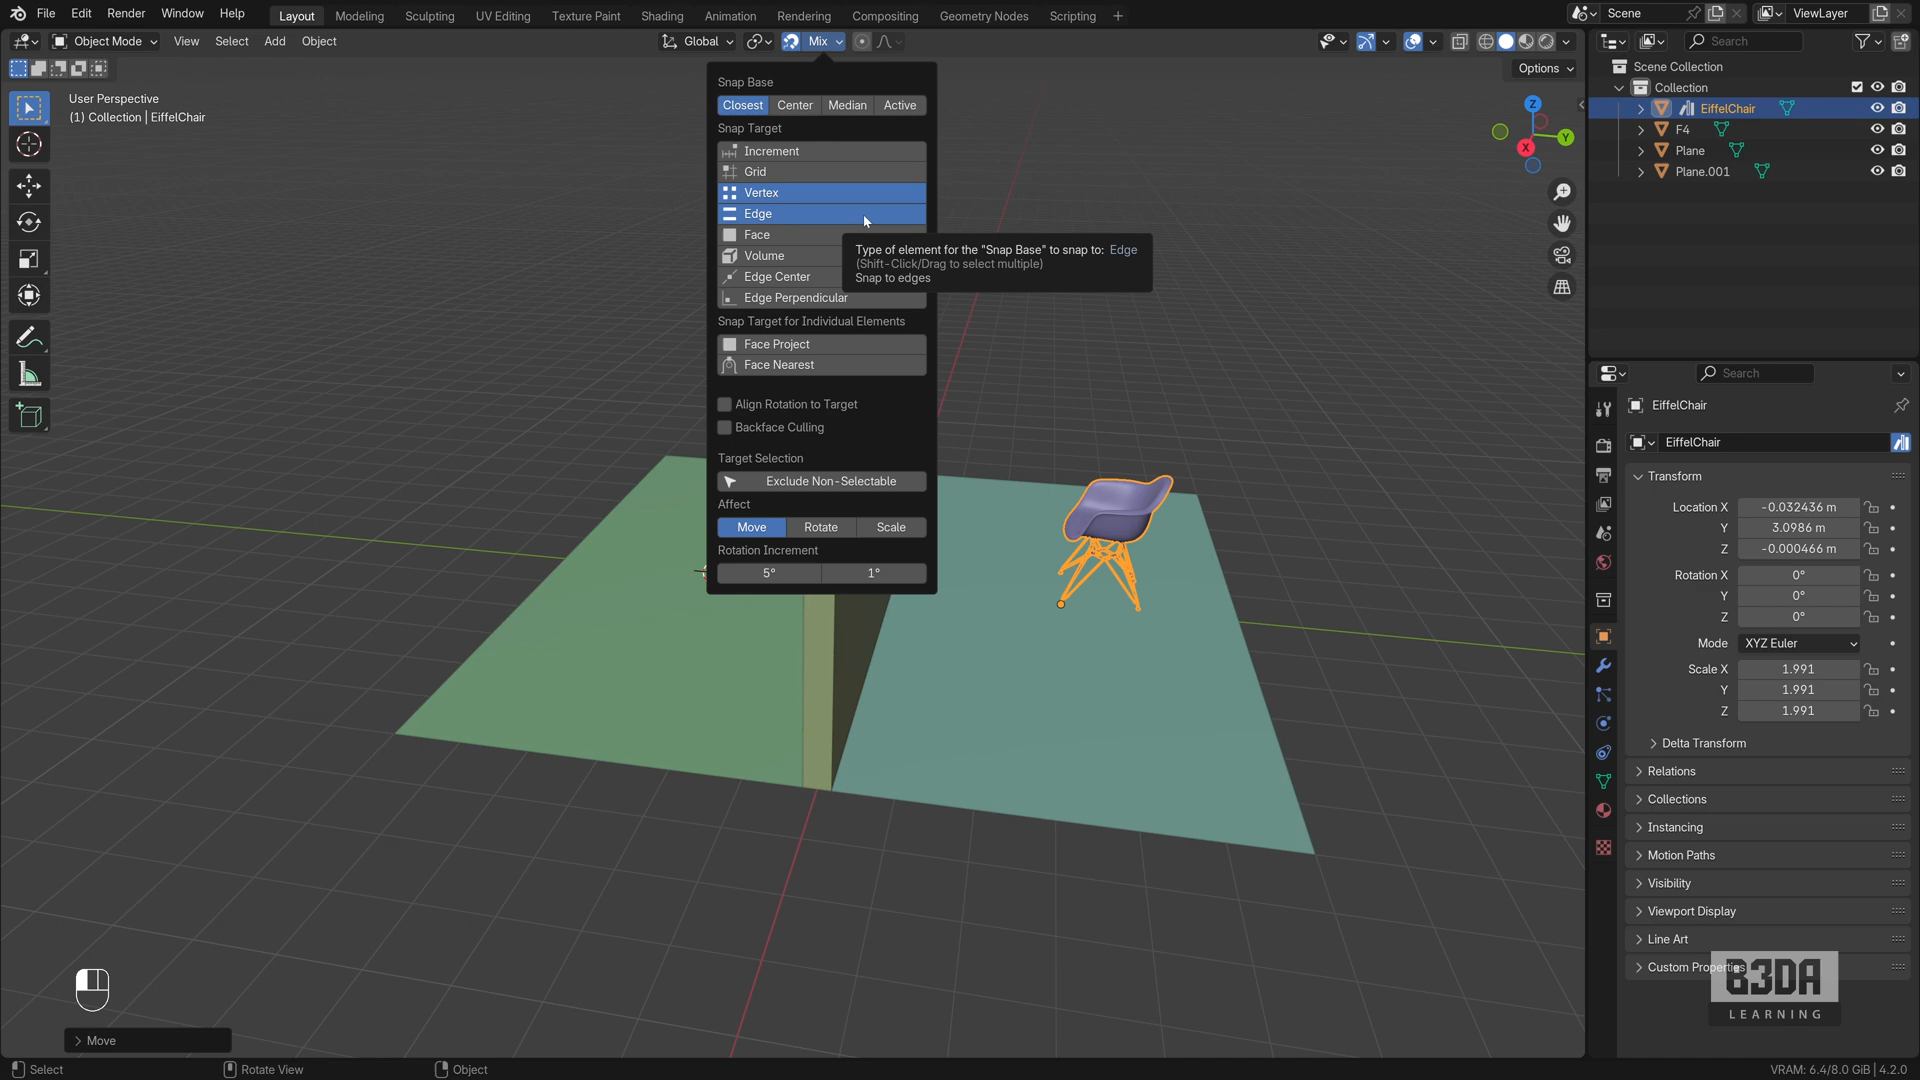 File Edit Render Window Help Layout Modeling Sculpting UV Editing Texture Paint Shading Animation Rendering Compositing Geometry Nodes Scripting + Scene ViewLayer
Object Mode View Select Add Object Global Mix Search
Options
User Perspective
(1) Collection | EiffelChair
Snap Base
Closest Center Median Active
Snap Target
Increment
Grid
Vertex
Edge
Face
Volume
Edge Center
Edge Perpendicular
Type of element for the "Snap Base" to snap to: Edge
(Shift-Click/Drag to select multiple)
Snap to edges
Snap Target for Individual Elements
Face Project
Face Nearest
Align Rotation to Target
Backface Culling
Target Selection
Exclude Non-Selectable
Affect
Move Rotate Scale
Rotation Increment
5° 1°
Z
Y
X
Scene Collection
Collection
EiffelChair
F4
Plane
Plane.001
Search
EiffelChair
EiffelChair
Transform
Location X -0.032436 m
Y 3.0986 m
Z -0.000466 m
Rotation X 0°
Y 0°
Z 0°
Mode XYZ Euler
Scale X 1.991
Y 1.991
Z 1.991
Delta Transform
Relations
Collections
Instancing
Motion Paths
Visibility
Viewport Display
Line Art
Custom Properties
B3DA
LEARNING
Move
Select Rotate View Object VRAM: 6.4/8.0 GiB | 4.2.0